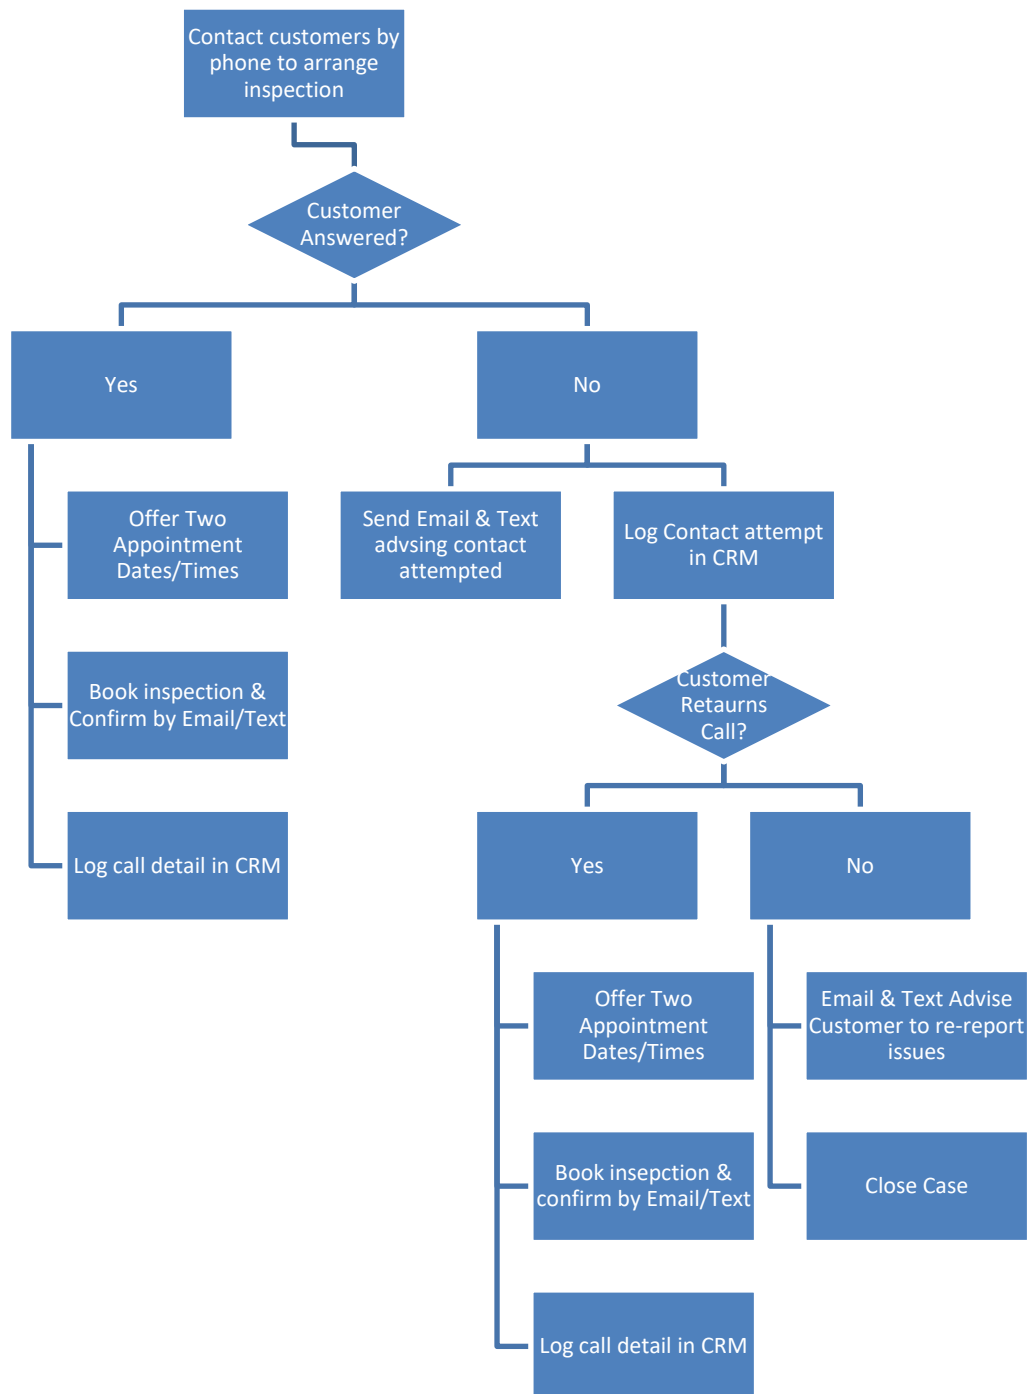 Contact customers by
phone to arrange
inspection
Customer
Answered?
Yes
No
Offer Two
Appointment
Dates/Times
Send Email & Text
advsing contact
attempted
Log Contact attempt
in CRM
Book inspection &
Confirm by Email/Text
Customer
Retaurns
Call?
Log call detail in CRM
Yes
No
Offer Two
Appointment
Dates/Times
Email & Text Advise
Customer to re-report
issues
Book insepction &
confirm by Email/Text
Close Case
Log call detail in CRM